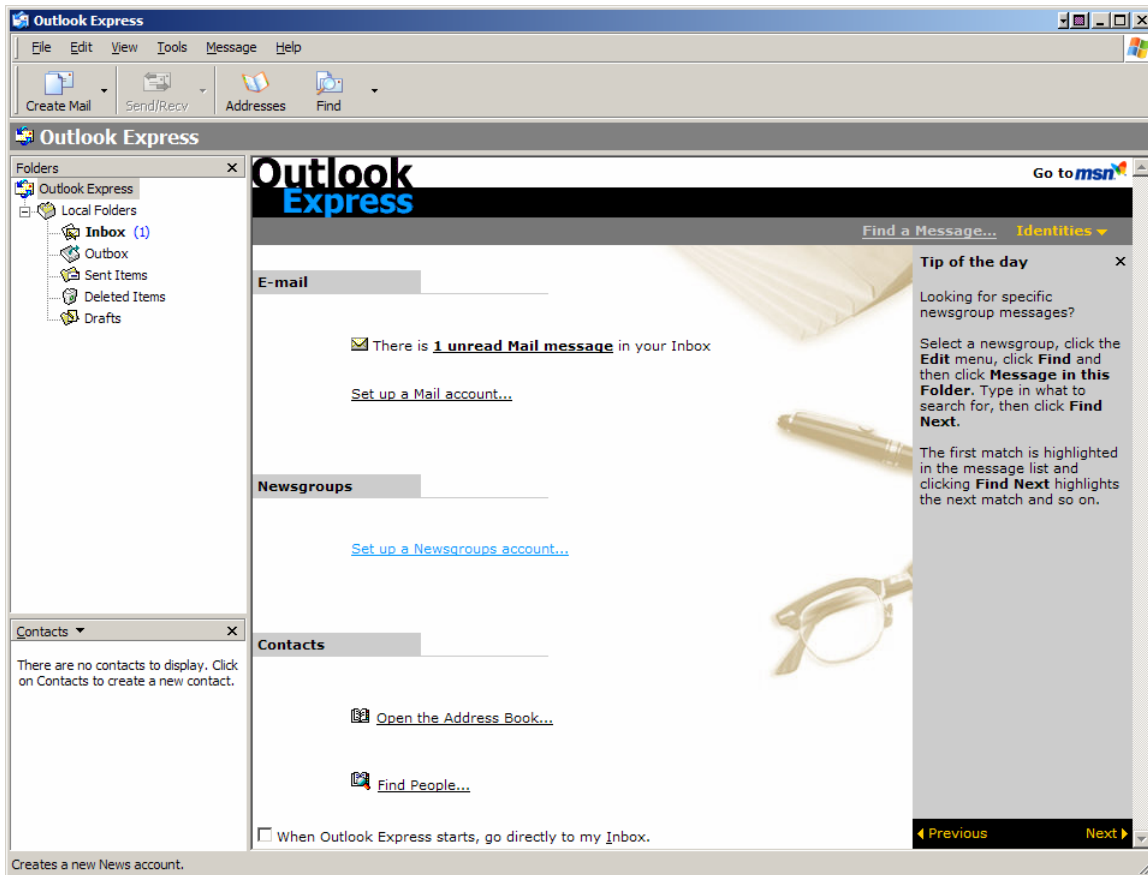 Outlook Express
File Edit View Tools Message Help
Create Mail Send/Recv Addresses Find
Outlook Express
Folders
Outlook Express
Local Folders
Inbox (1)
Outbox
Sent Items
Deleted Items
Drafts
Contacts
There are no contacts to display. Click
on Contacts to create a new contact.
Outlook
Express
Go to msn
Find a Message... Identities
E-mail
There is 1 unread Mail message in your Inbox
Set up a Mail account...
Newsgroups
Set up a Newsgroups account...
Contacts
Open the Address Book...
Find People...
When Outlook Express starts, go directly to my Inbox.
Tip of the day
Looking for specific
newsgroup messages?
Select a newsgroup, click the
Edit menu, click Find and
then click Message in this
Folder. Type in what to
search for, then click Find
Next.
The first match is highlighted
in the message list and
clicking Find Next highlights
the next match and so on.
Previous Next
Creates a new News account.